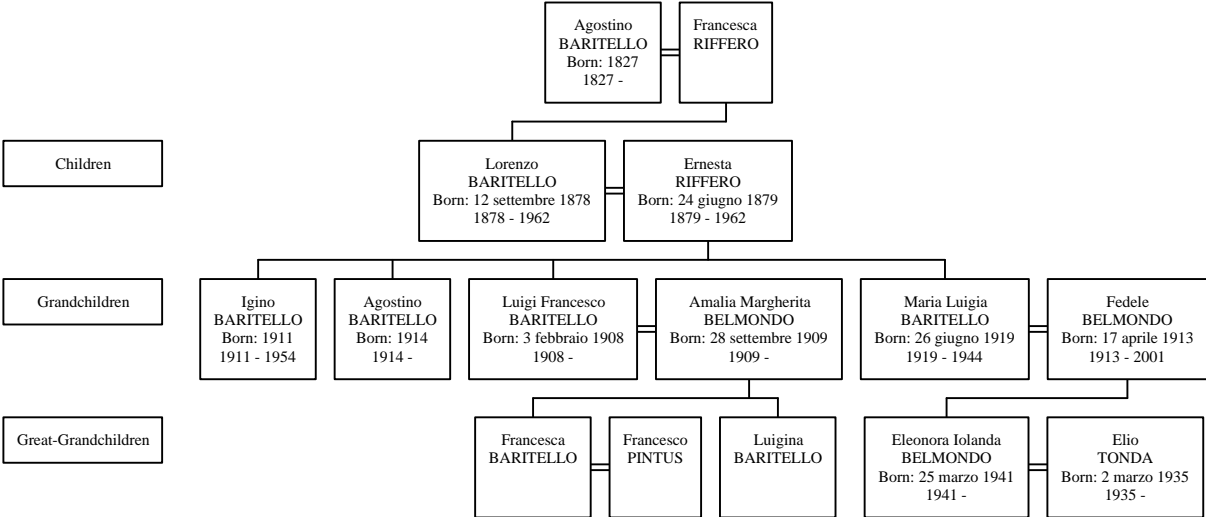 Agostino
BARITELLO
Born: 1827
1827 -
Francesca
RIFFERO
Children
Lorenzo
BARITELLO
Born: 12 settembre 1878
1878 - 1962
Ernesta
RIFFERO
Born: 24 giugno 1879
1879 - 1962
Grandchildren
Igino
BARITELLO
Born: 1911
1911 - 1954
Agostino
BARITELLO
Born: 1914
1914 -
Luigi Francesco
BARITELLO
Born: 3 febbraio 1908
1908 -
Amalia Margherita
BELMONDO
Born: 28 settembre 1909
1909 -
Maria Luigia
BARITELLO
Born: 26 giugno 1919
1919 - 1944
Fedele
BELMONDO
Born: 17 aprile 1913
1913 - 2001
Great-Grandchildren
Francesca
BARITELLO
Francesco
PINTUS
Luigina
BARITELLO
Eleonora Iolanda
BELMONDO
Born: 25 marzo 1941
1941 -
Elio
TONDA
Born: 2 marzo 1935
1935 -